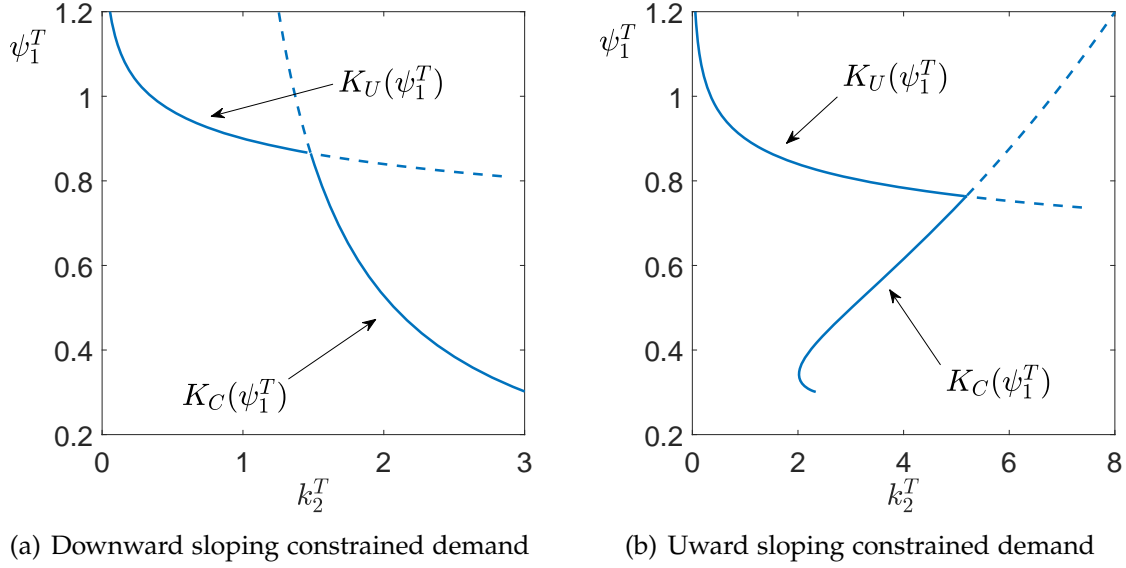 ψ₁ᵀ
1.2
1
0.8
0.6
0.4
0.2
0
1
2
3
k₂ᵀ
K_U(ψ₁ᵀ)
K_C(ψ₁ᵀ)
(a) Downward sloping constrained demand
ψ₁ᵀ
1.2
1
0.8
0.6
0.4
0.2
0
2
4
6
8
k₂ᵀ
K_U(ψ₁ᵀ)
K_C(ψ₁ᵀ)
(b) Uward sloping constrained demand